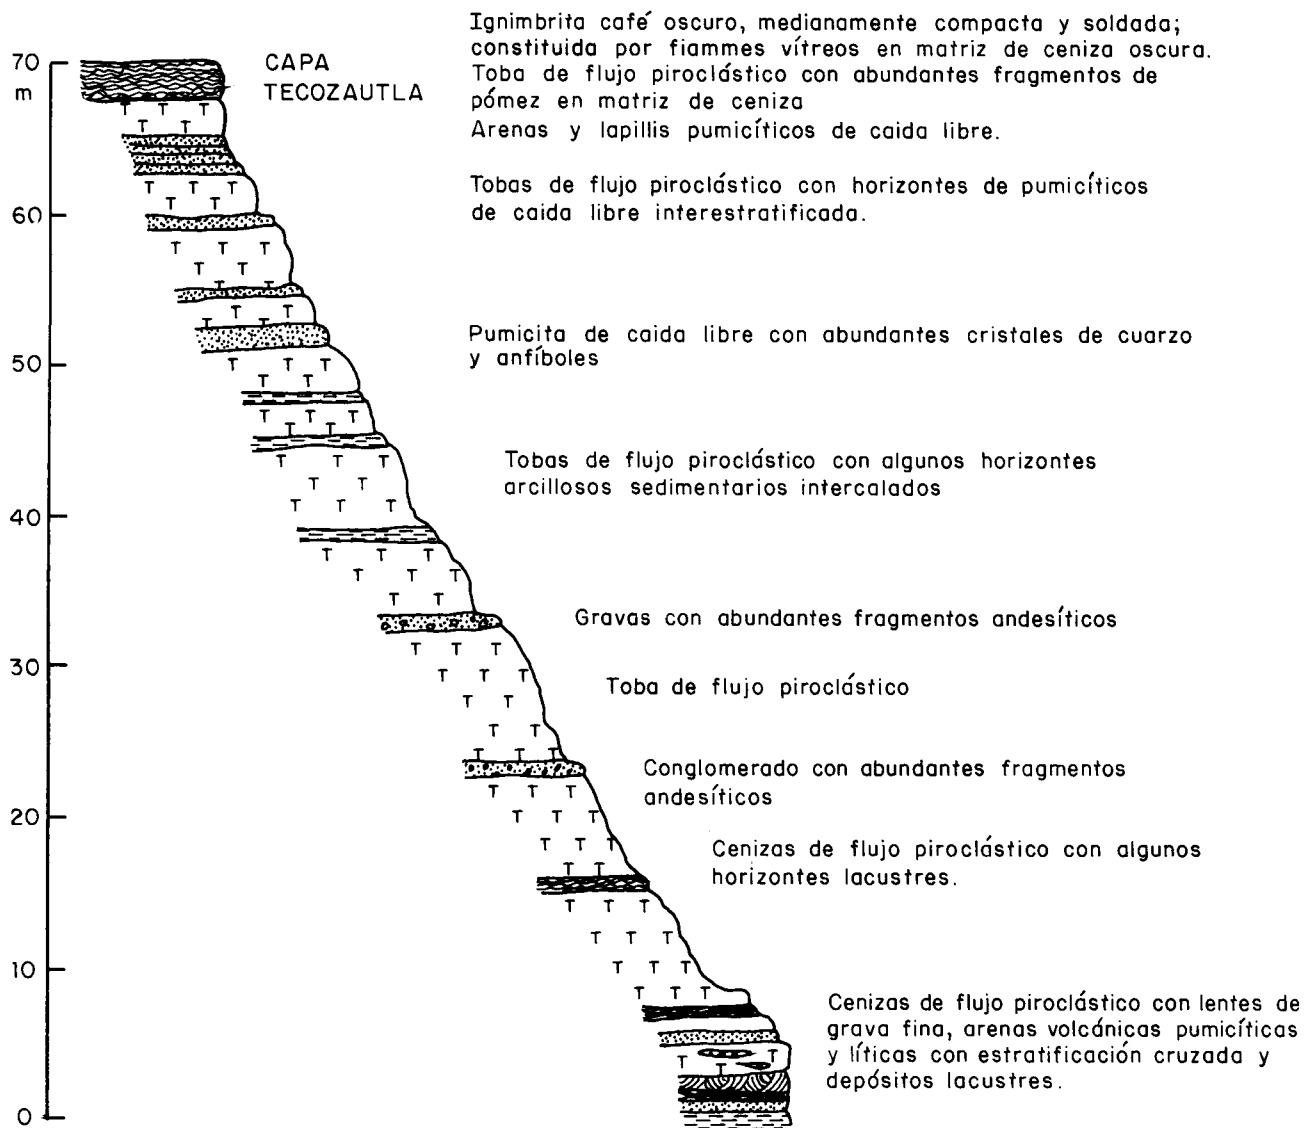 Ignimbrita café oscuro, medianamente compacta y soldada;
constituida por fiammes vítreos en matriz de ceniza oscura.
70
m
CAPA
TECOZAUTLA
Toba de flujo piroclástico con abundantes fragmentos de
pómez en matriz de ceniza
Arenas y lapillis pumicíticos de caida libre.
Tobas de flujo piroclástico con horizontes de pumicíticos
de caida libre interestratificada.
60
Pumicita de caida libre con abundantes cristales de cuarzo
y anfíboles
50
Tobas de flujo piroclástico con algunos horizontes
arcillosos sedimentarios intercalados
40
Gravas con abundantes fragmentos andesíticos
30
Toba de flujo piroclástico
Conglomerado con abundantes fragmentos
andesíticos
20
Cenizas de flujo piroclástico con algunos
horizontes lacustres.
10
Cenizas de flujo piroclástico con lentes de
grava fina, arenas volcánicas pumicíticas
y líticas con estratificación cruzada y
depósitos lacustres.
0